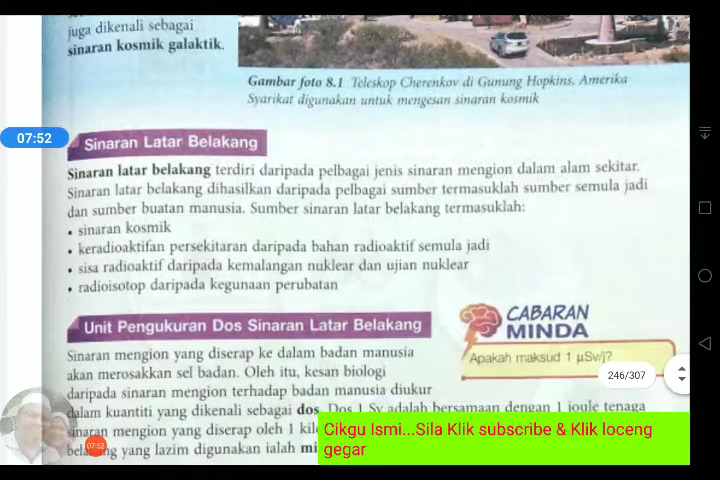 juga dikenali sebagai
sinaran kosmik galaktik.
Gambar foto 8.1 Teleskop Cherenkov di Gunung Hopkins, Amerika
Syarikat digunakan untuk mengesan sinaran kosmik
07:52
Sinaran Latar Belakang
Sinaran latar belakang terdiri daripada pelbagai jenis sinaran mengion dalam alam sekitar.
Sinaran latar belakang dihasilkan daripada pelbagai sumber termasuklah sumber semula jadi
dan sumber buatan manusia. Sumber sinaran latar belakang termasuklah:
• sinaran kosmik
• keradioaktifan persekitaran daripada bahan radioaktif semula jadi
• sisa radioaktif daripada kemalangan nuklear dan ujian nuklear
• radioisotop daripada kegunaan perubatan
Unit Pengukuran Dos Sinaran Latar Belakang
CABARAN
MINDA
Apakah maksud 1 µSv/j?
246/307
Sinaran mengion yang diserap ke dalam badan manusia
akan merosakkan sel badan. Oleh itu, kesan biologi
daripada sinaran mengion terhadap badan manusia diukur
dalam kuantiti yang dikenali sebagai dos. Dos 1 Sv adalah bersamaan dengan 1 joule tenaga
sinaran mengion yang diserap oleh 1 kil
belakang yang lazim digunakan ialah mi
07:52
Cikgu Ismi...Sila Klik subscribe & Klik loceng
gegar